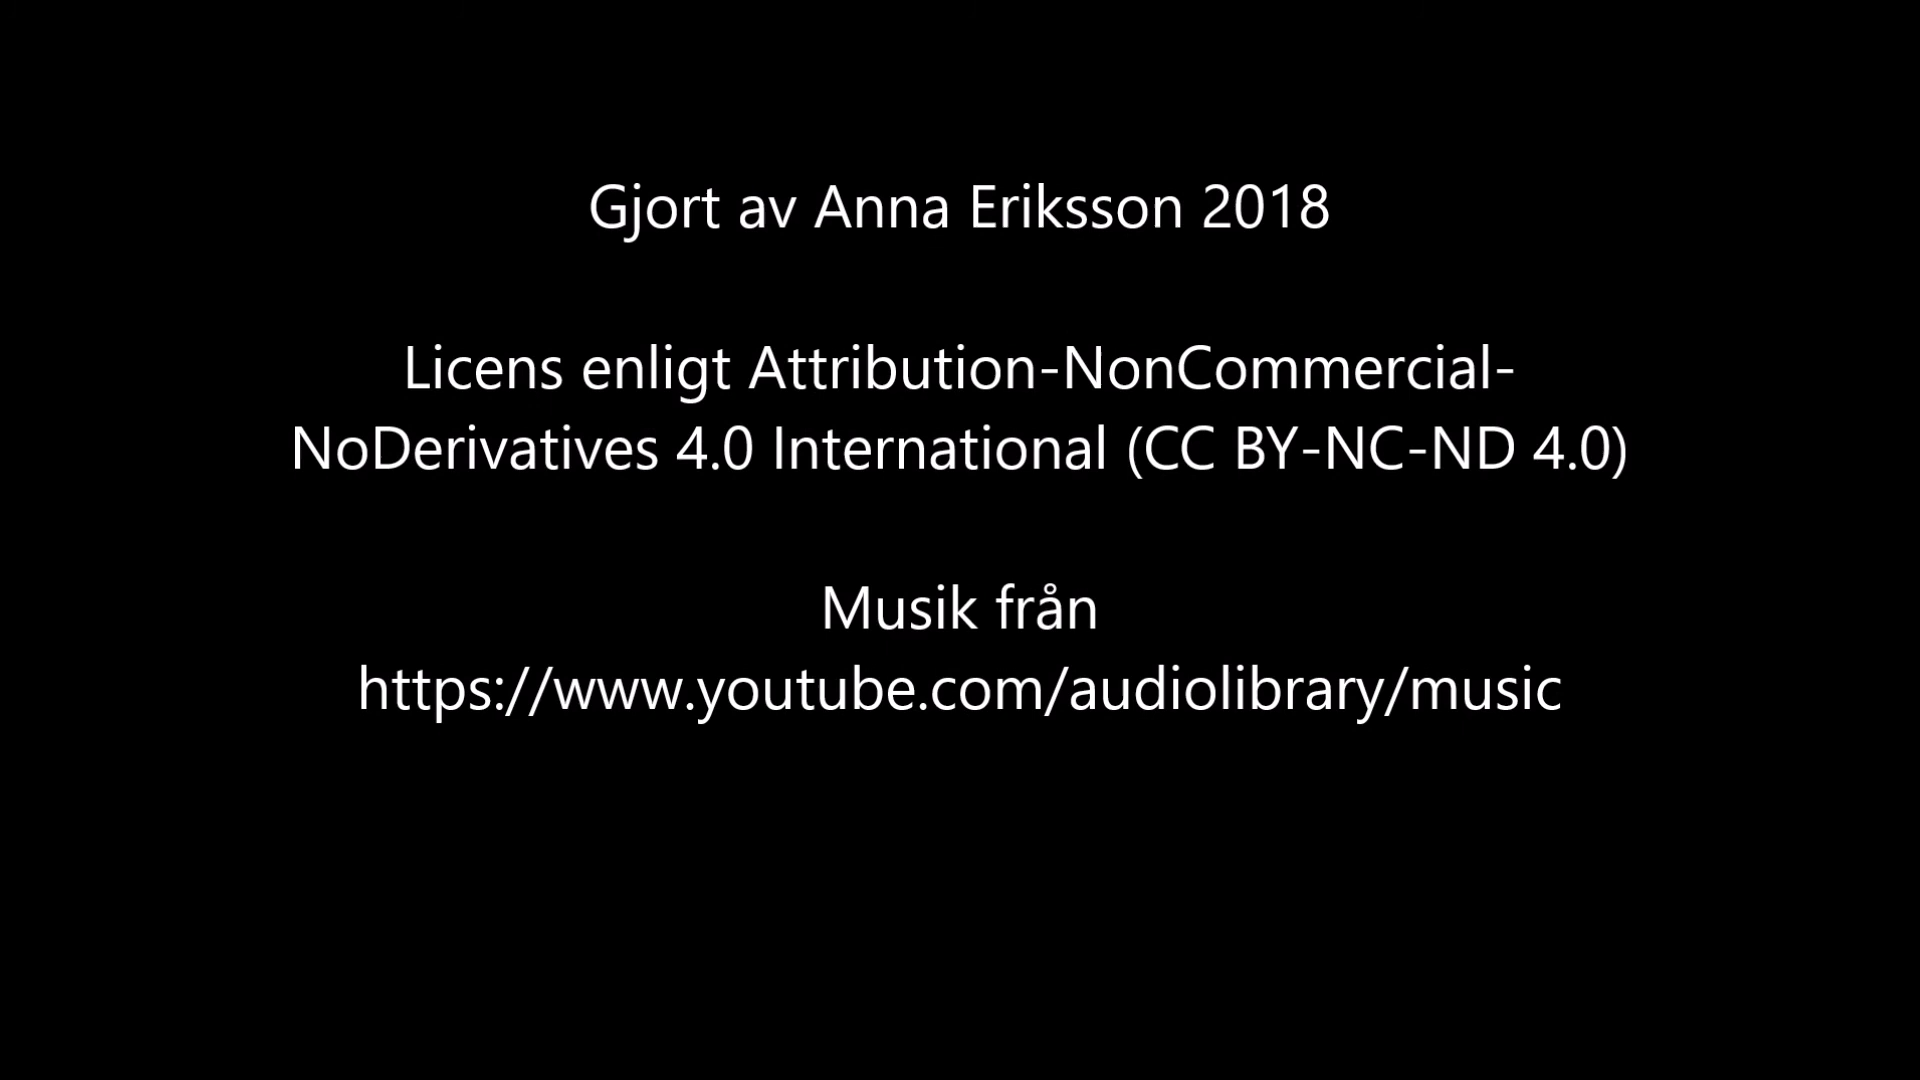 Gjort av Anna Eriksson 2018
Licens enligt Attribution-NonCommercial-
NoDerivatives 4.0 International (CC BY-NC-ND 4.0)
Musik från
https://www.youtube.com/audiolibrary/music